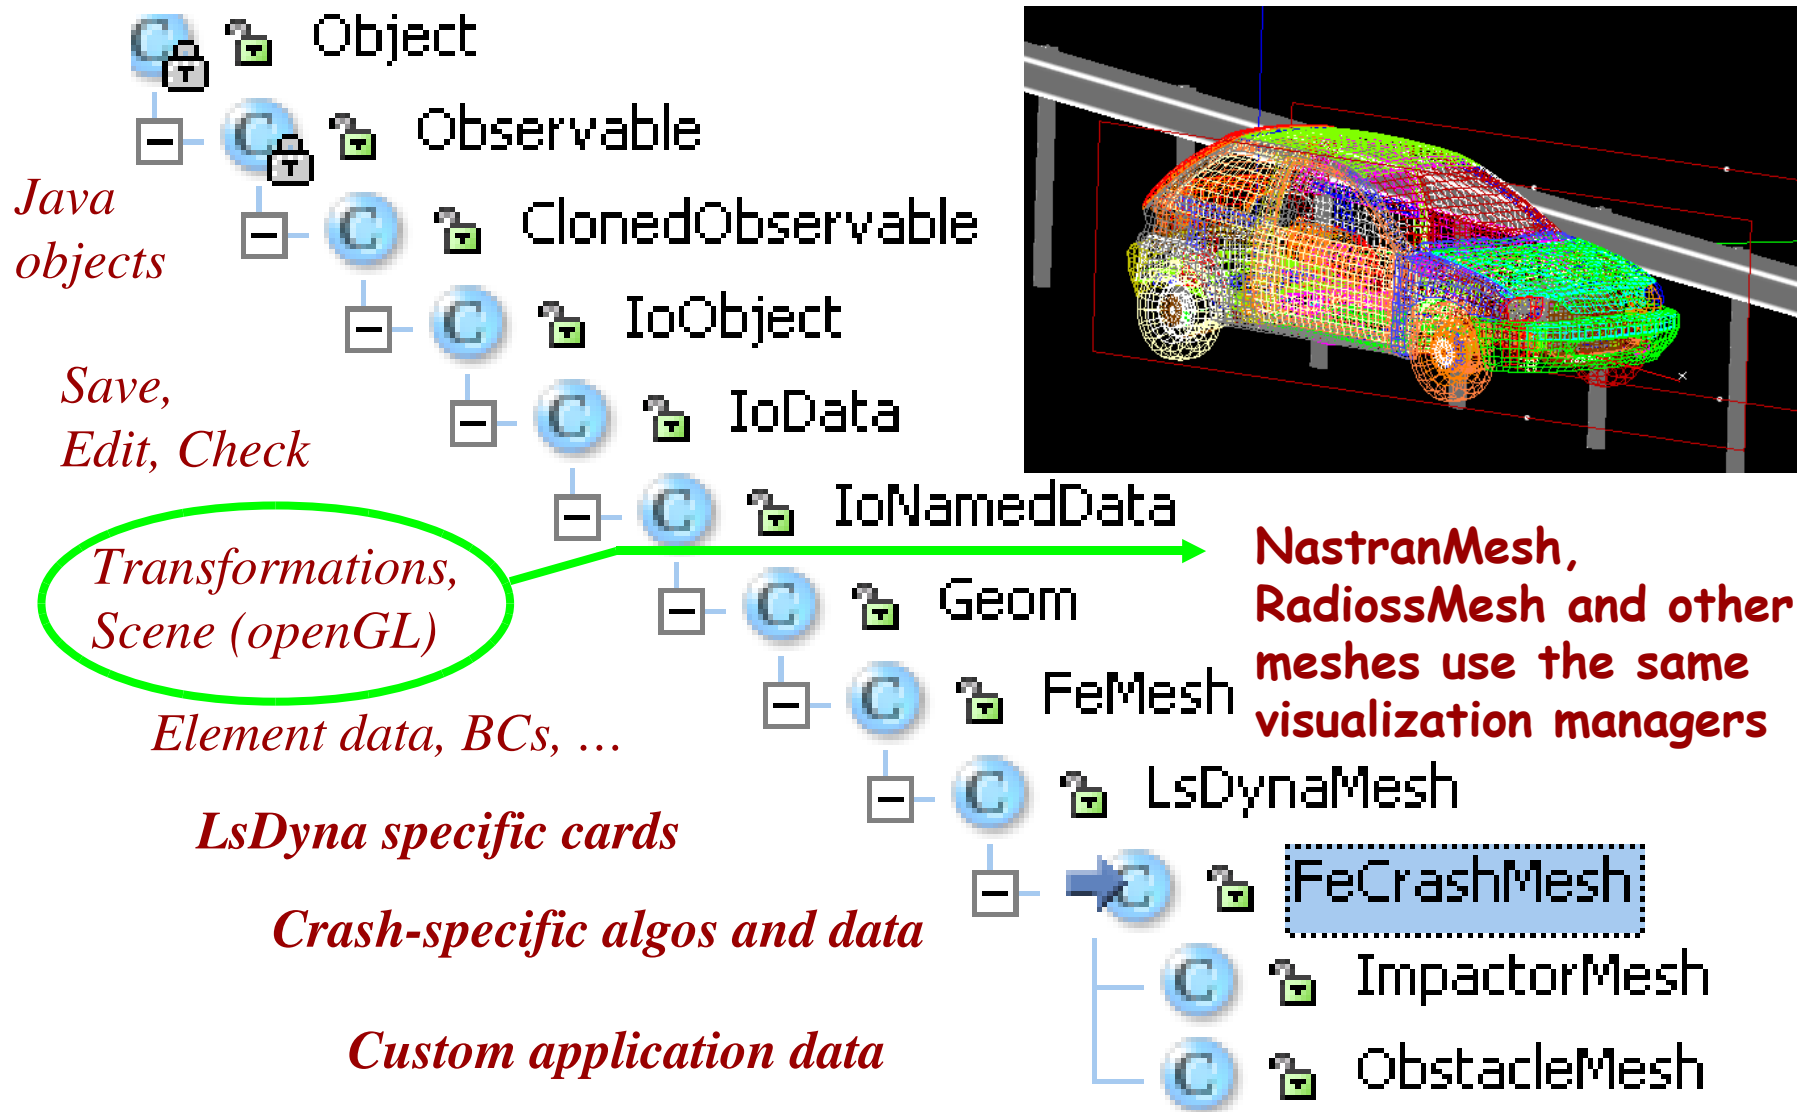 Object
Observable
Java
objects
ClonedObservable
IoObject
Save,
Edit, Check
IoData
IoNamedData
Transformations,
Scene (openGL)
Geom
NastranMesh,
RadiossMesh and other
meshes use the same
visualization managers
FeMesh
Element data, BCs, …
LsDynaMesh
LsDyna specific cards
FeCrashMesh
Crash-specific algos and data
ImpactorMesh
Custom application data
ObstacleMesh